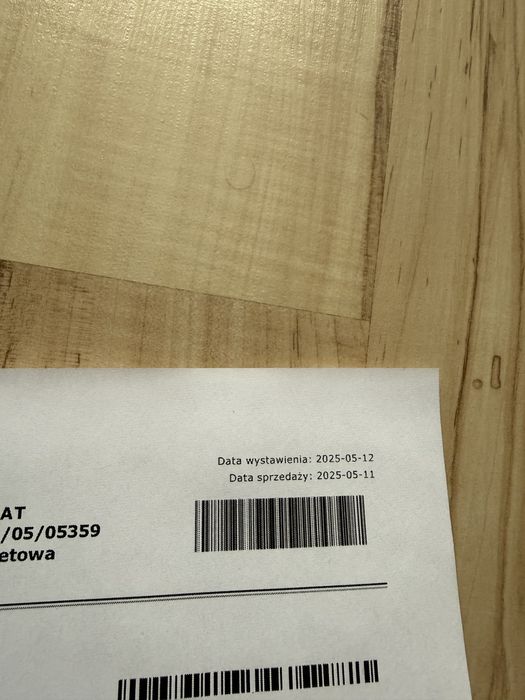 Data wystawienia: 2025-05-12
Data sprzedaży: 2025-05-11
AT
/05/05359
etowa